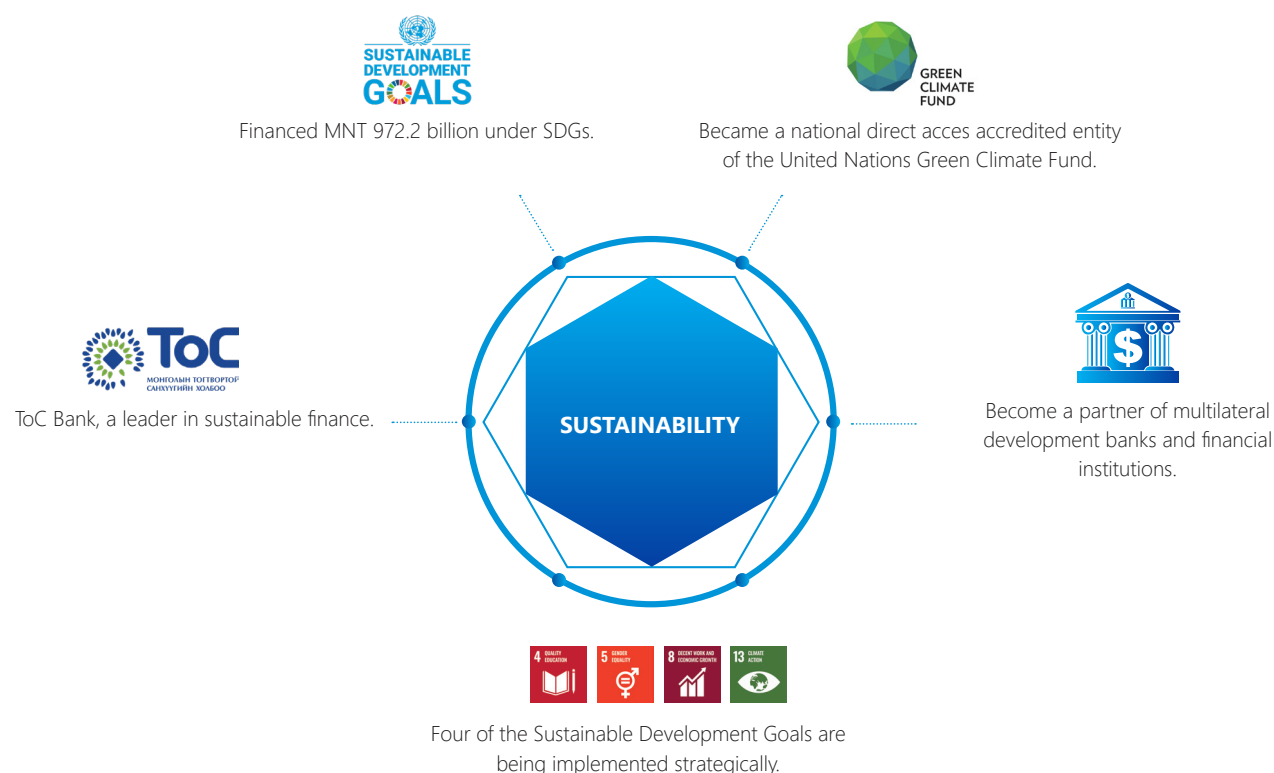 SUSTAINABLE
DEVELOPMENT
GOALS
Financed MNT 972.2 billion under SDGs.
GREEN
CLIMATE
FUND
Became a national direct acces accredited entity
of the United Nations Green Climate Fund.
ToC
МОНГОЛЫН ТОГТВОРТОЙ
САНХҮҮГИЙН ХОЛБОО
ToC Bank, a leader in sustainable finance.
SUSTAINABILITY
$
Become a partner of multilateral
development banks and financial
institutions.
4 QUALITY
EDUCATION
5 GENDER
EQUALITY
8 DECENT WORK AND
ECONOMIC GROWTH
13 CLIMATE
ACTION
Four of the Sustainable Development Goals are
being implemented strategically.